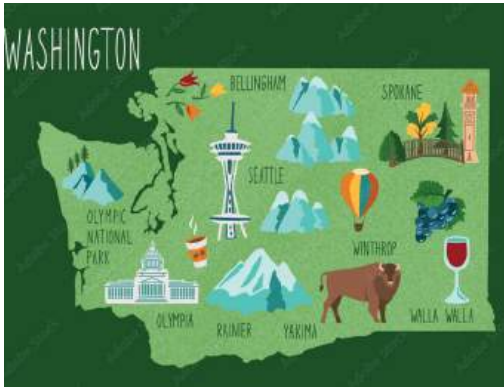 WASHINGTON
BELLINGHAM
SPOKANE
SEATTLE
OLYMPIC
NATIONAL
PARK
WINTHROP
OLYMPIA
RAINIER
YAKIMA
WALLA WALLA